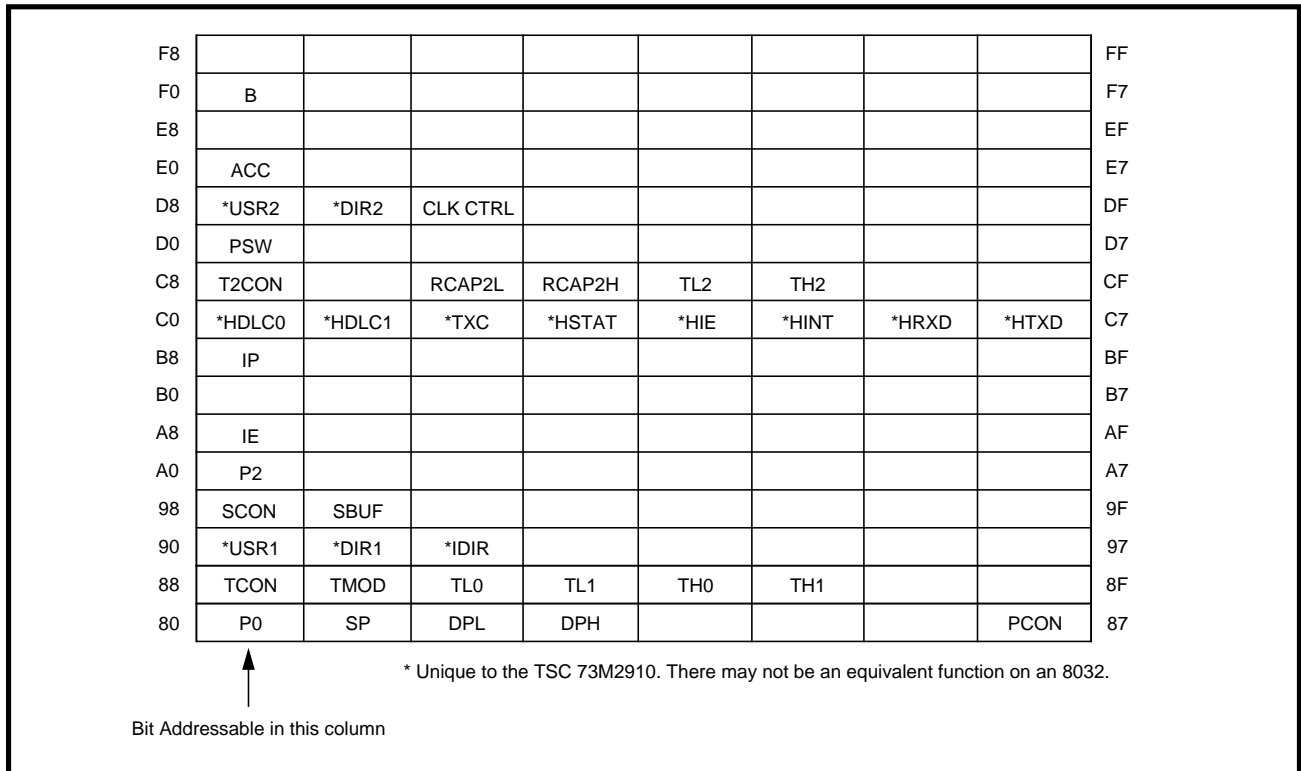 F8 FF
F0 B F7
E8 EF
E0 ACC E7
D8 *USR2 *DIR2 CLK CTRL DF
D0 PSW D7
C8 T2CON RCAP2L RCAP2H TL2 TH2 CF
C0 *HDLC0 *HDLC1 *TXC *HSTAT *HIE *HINT *HRXD *HTXD C7
B8 IP BF
B0 B7
A8 IE AF
A0 P2 A7
98 SCON SBUF 9F
90 *USR1 *DIR1 *IDIR 97
88 TCON TMOD TL0 TL1 TH0 TH1 8F
80 P0 SP DPL DPH PCON 87
* Unique to the TSC 73M2910. There may not be an equivalent function on an 8032.
Bit Addressable in this column